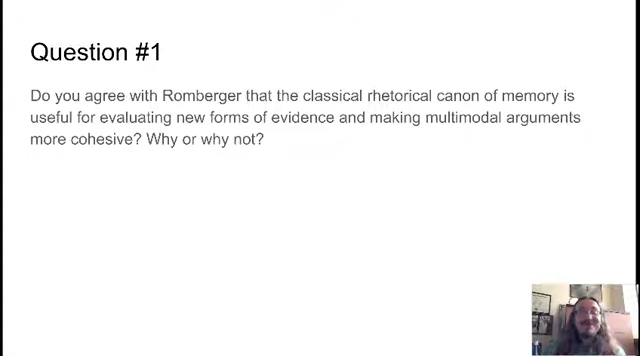 Question #1
Do you agree with Romberger that the classical rhetorical canon of memory is
useful for evaluating new forms of evidence and making multimodal arguments
more cohesive? Why or why not?